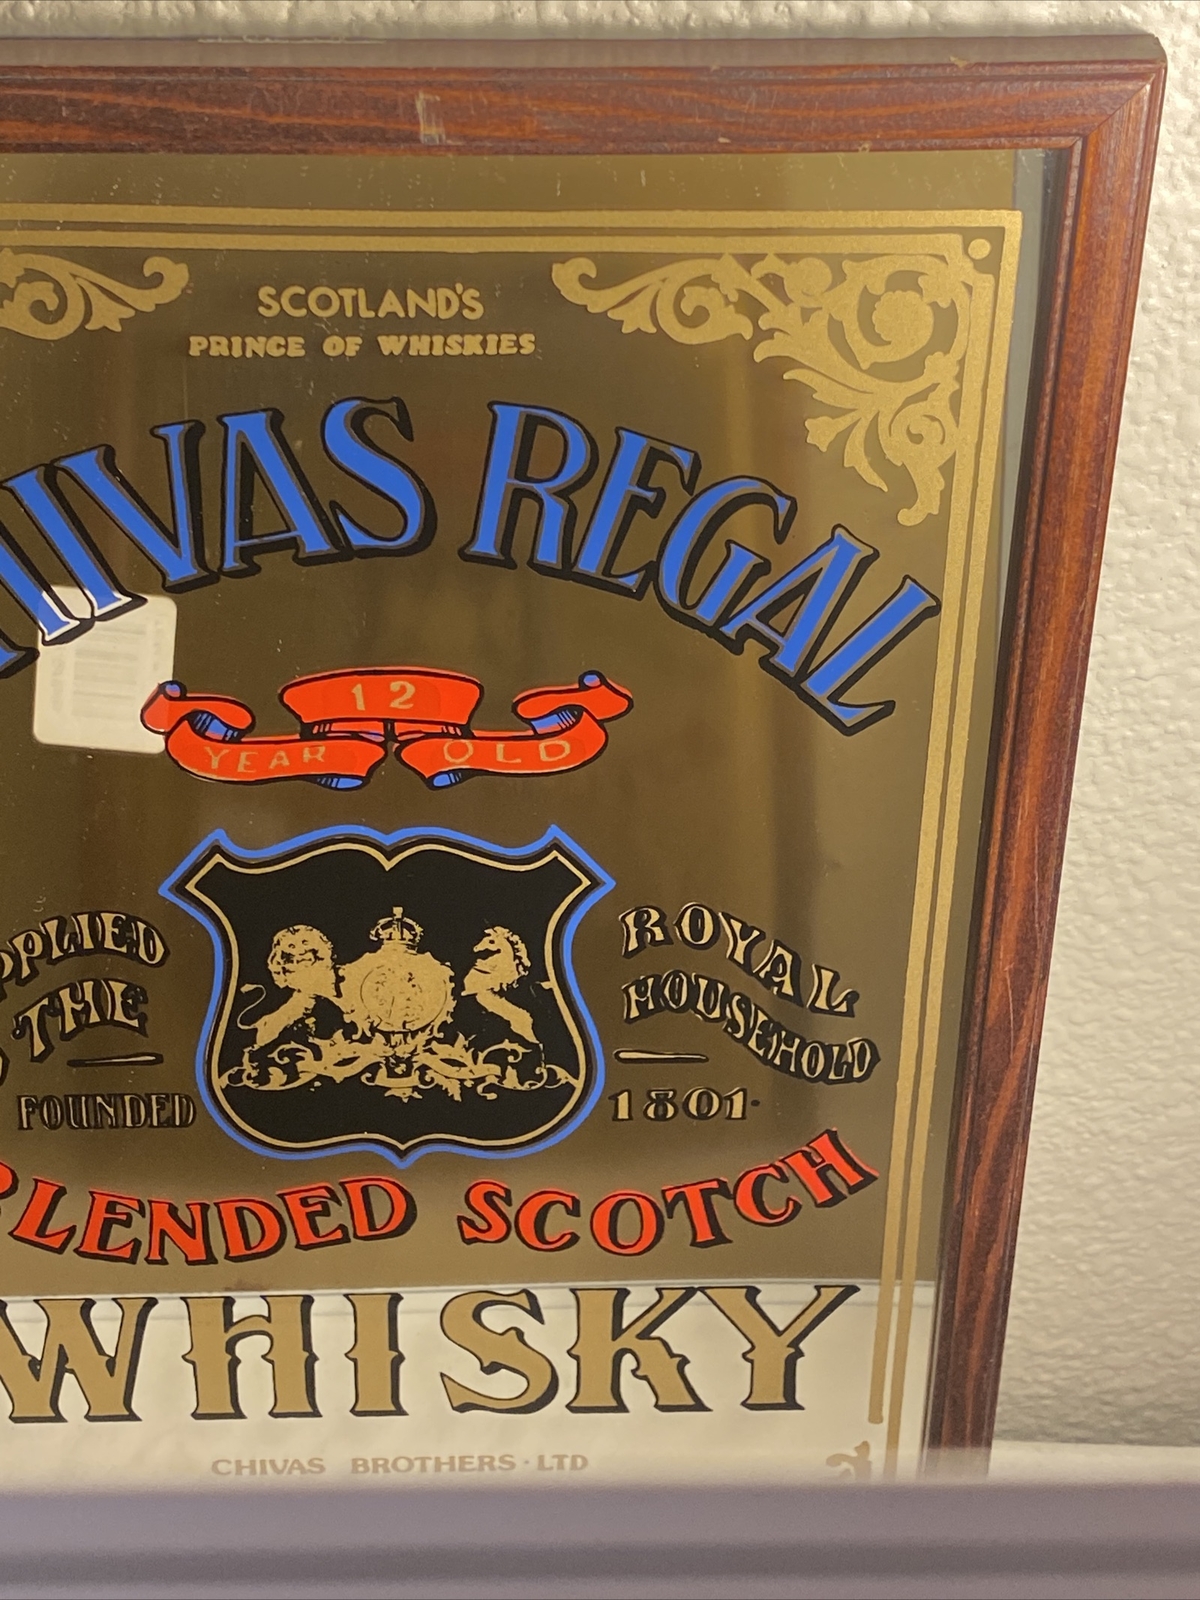 SCOTLAND'S
PRINCE OF WHISKIES
HIVAS REGAL
12
YEAR OLD
PPLIED ROYAL
THE HOUSEHOLD
FOUNDED 1801
BLENDED SCOTCH
WHISKY
CHIVAS BROTHERS · LTD